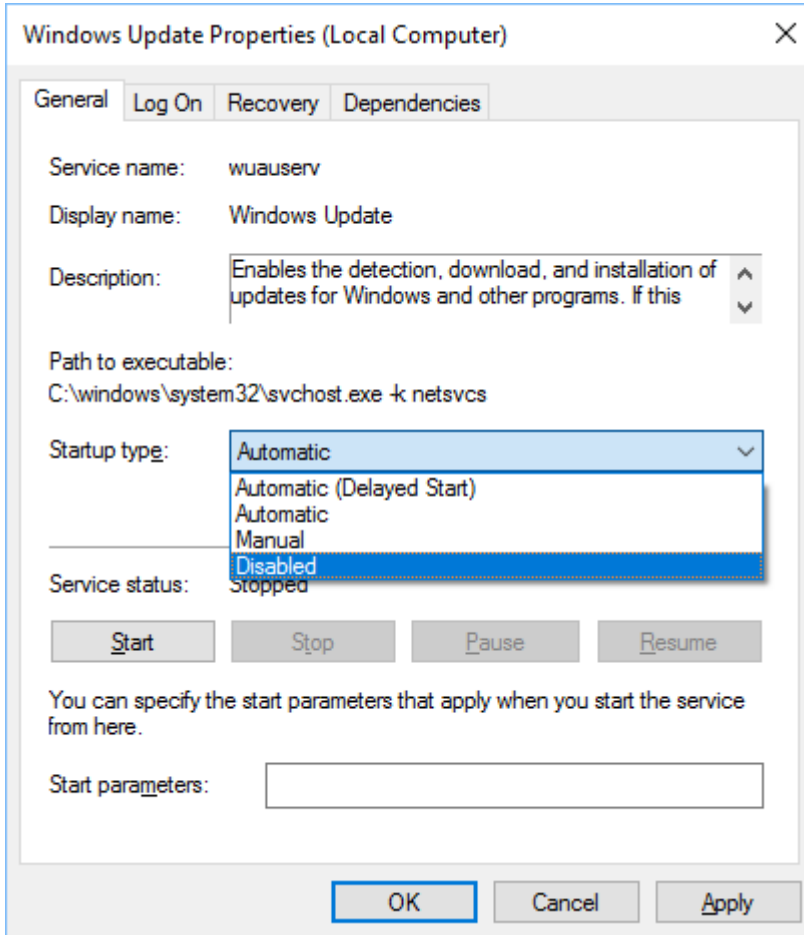 Windows Update Properties (Local Computer)
General Log On Recovery Dependencies
Service name: wuauserv
Display name: Windows Update
Description: Enables the detection, download, and installation of
updates for Windows and other programs. If this
Path to executable:
C:\windows\system32\svchost.exe -k netsvcs
Startup type: Automatic
Automatic (Delayed Start)
Automatic
Manual
Disabled
Service status: Stopped
Start Stop Pause Resume
You can specify the start parameters that apply when you start the service
from here.
Start parameters:
OK Cancel Apply